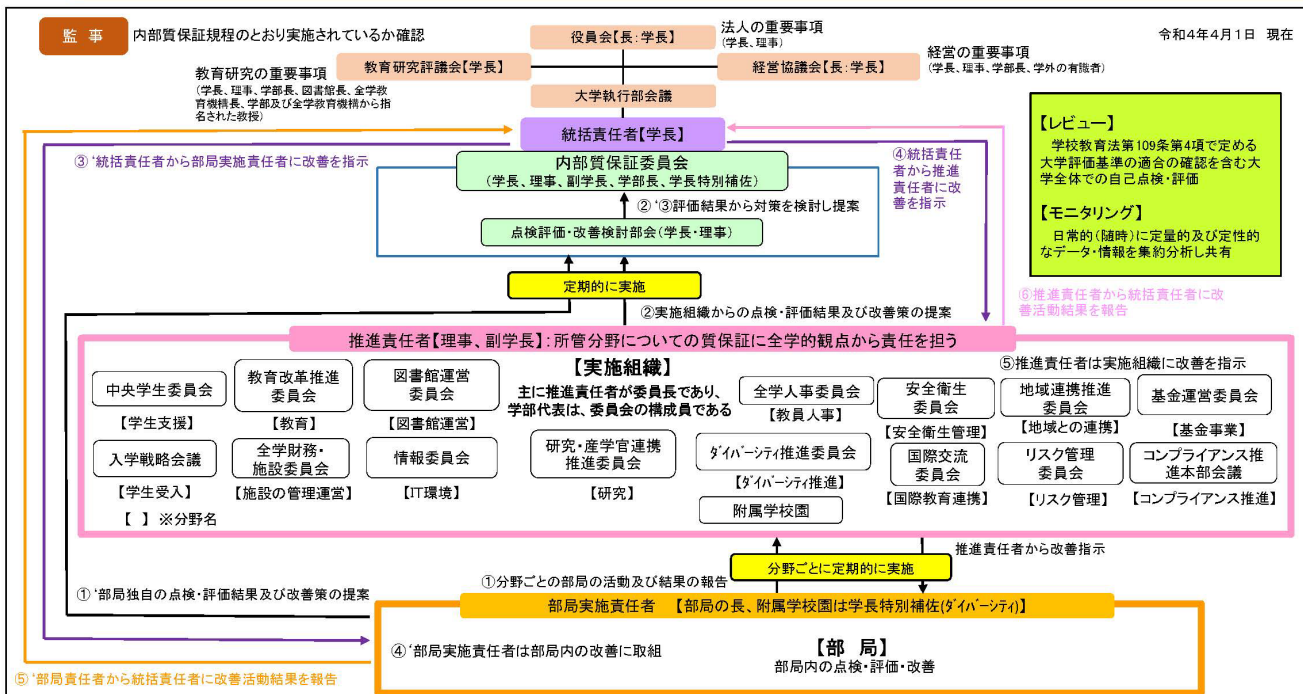 監 事
内部質保証規程のとおり実施されているか確認
役員会【長:学長】
法人の重要事項
(学長、理事)
令和4年4月1日 現在
教育研究の重要事項
(学長、理事、学部長、図書館長、全学教
育機構長、学部及び全学教育機構から指
名された教授)
教育研究評議会【学長】
経営協議会【長:学長】
経営の重要事項
(学長、理事、学部長、学外の有識者)
大学執行部会議
統括責任者【学長】
③ ‘統括責任者から部局実施責任者に改善を指示
内部質保証委員会
(学長、理事、副学長、学部長、学長特別補佐)
④統括責任
者から推進
責任者に改善
を指示
② ‘③評価結果から対策を検討し提案
点検評価・改善検討部会(学長・理事)
【レビュー】
学校教育法第109条第4項で定める
大学評価基準の適合の確認を含む大
学全体での自己点検・評価
【モニタリング】
日常的(随時)に定量的及び定性的
なデータ・情報を集約分析し共有
定期的に実施
②実施組織からの点検・評価結果及び改善策の提案
⑥推進責任者から統括責任者に改
善活動結果を報告
推進責任者【理事、副学長】:所管分野についての質保証に全学的観点から責任を担う
【実施組織】
主に推進責任者が委員長であり、
学部代表は、委員会の構成員である
⑤推進責任者は実施組織に改善を指示
中央学生委員会
【学生支援】
教育改革推進
委員会
【教育】
図書館運営
委員会
【図書館運営】
全学人事委員会
【教員人事】
安全衛生
委員会
【安全衛生管理】
地域連携推進
委員会
【地域との連携】
基金運営委員会
【基金事業】
入学戦略会議
【学生受入】
全学財務・
施設委員会
【施設の管理運営】
情報委員会
【IT環境】
研究・産学官連携
推進委員会
【研究】
ダイバーシティ推進委員会
【ダイバーシティ推進】
国際交流
委員会
【国際教育連携】
リスク管理
委員会
【リスク管理】
コンプライアンス推
進本部会議
【コンプライアンス推進】
附属学校園
【 】 ※分野名
推進責任者から改善指示
分野ごとに定期的に実施
①分野ごとの部局の活動及び結果の報告
① ‘部局独自の点検・評価結果及び改善策の提案
部局実施責任者 【部局の長、附属学校園は学長特別補佐(ダイバーシティ)】
④ ‘部局実施責任者は部局内の改善に取組
【部 局】
部局内の点検・評価・改善
⑤ ‘部局責任者から統括責任者に改善活動結果を報告